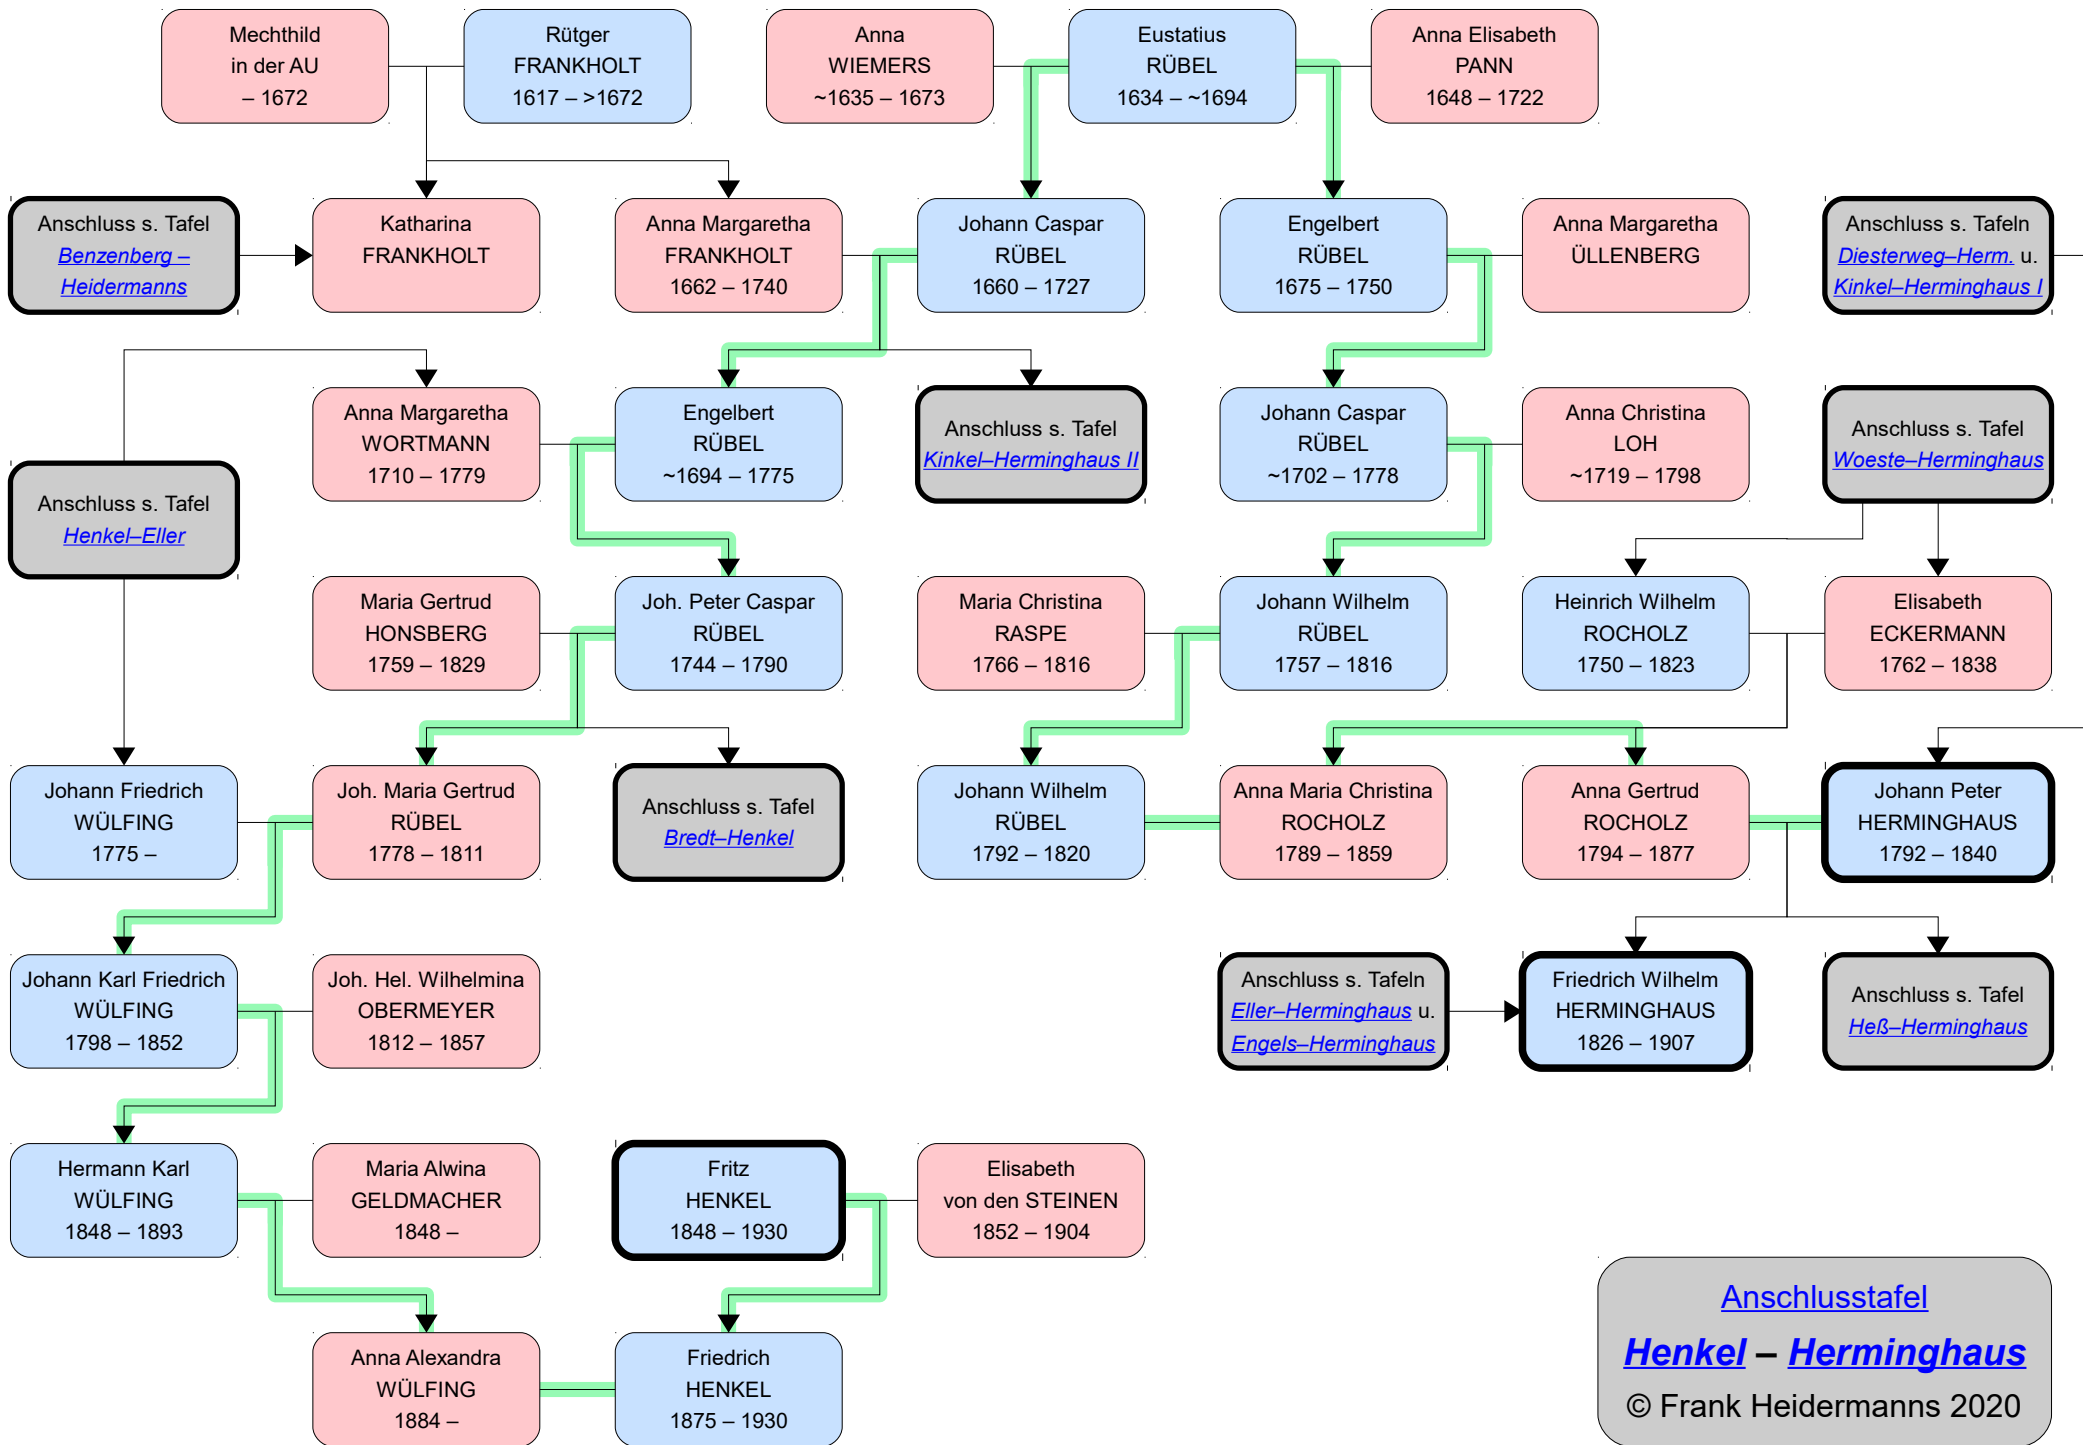 Mechthild
in der AU
– 1672
Rütger
FRANKHOLT
1617 – >1672
Anna
WIEMERS
~1635 – 1673
Eustatius
RÜBEL
1634 – ~1694
Anna Elisabeth
PANN
1648 – 1722
Anschluss s. Tafel
Benzenberg –
Heidermanns
Katharina
FRANKHOLT
Anna Margaretha
FRANKHOLT
1662 – 1740
Johann Caspar
RÜBEL
1660 – 1727
Engelbert
RÜBEL
1675 – 1750
Anna Margaretha
ÜLLENBERG
Anschluss s. Tafeln
Diesterweg–Herm. u.
Kinkel–Herminghaus I
Anna Margaretha
WORTMANN
1710 – 1779
Engelbert
RÜBEL
~1694 – 1775
Anschluss s. Tafel
Kinkel–Herminghaus II
Johann Caspar
RÜBEL
~1702 – 1778
Anna Christina
LOH
~1719 – 1798
Anschluss s. Tafel
Woeste–Herminghaus
Anschluss s. Tafel
Henkel–Eller
Maria Gertrud
HONSBERG
1759 – 1829
Joh. Peter Caspar
RÜBEL
1744 – 1790
Maria Christina
RASPE
1766 – 1816
Johann Wilhelm
RÜBEL
1757 – 1816
Heinrich Wilhelm
ROCHOLZ
1750 – 1823
Elisabeth
ECKERMANN
1762 – 1838
Johann Friedrich
WÜLFING
1775 –
Joh. Maria Gertrud
RÜBEL
1778 – 1811
Anschluss s. Tafel
Bredt–Henkel
Johann Wilhelm
RÜBEL
1792 – 1820
Anna Maria Christina
ROCHOLZ
1789 – 1859
Anna Gertrud
ROCHOLZ
1794 – 1877
Johann Peter
HERMINGHAUS
1792 – 1840
Johann Karl Friedrich
WÜLFING
1798 – 1852
Joh. Hel. Wilhelmina
OBERMEYER
1812 – 1857
Anschluss s. Tafeln
Eller–Herminghaus u.
Engels–Herminghaus
Friedrich Wilhelm
HERMINGHAUS
1826 – 1907
Anschluss s. Tafel
Heß–Herminghaus
Hermann Karl
WÜLFING
1848 – 1893
Maria Alwina
GELDMACHER
1848 –
Fritz
HENKEL
1848 – 1930
Elisabeth
von den STEINEN
1852 – 1904
Anna Alexandra
WÜLFING
1884 –
Friedrich
HENKEL
1875 – 1930
Anschlusstafel
Henkel – Herminghaus
© Frank Heidermanns 2020